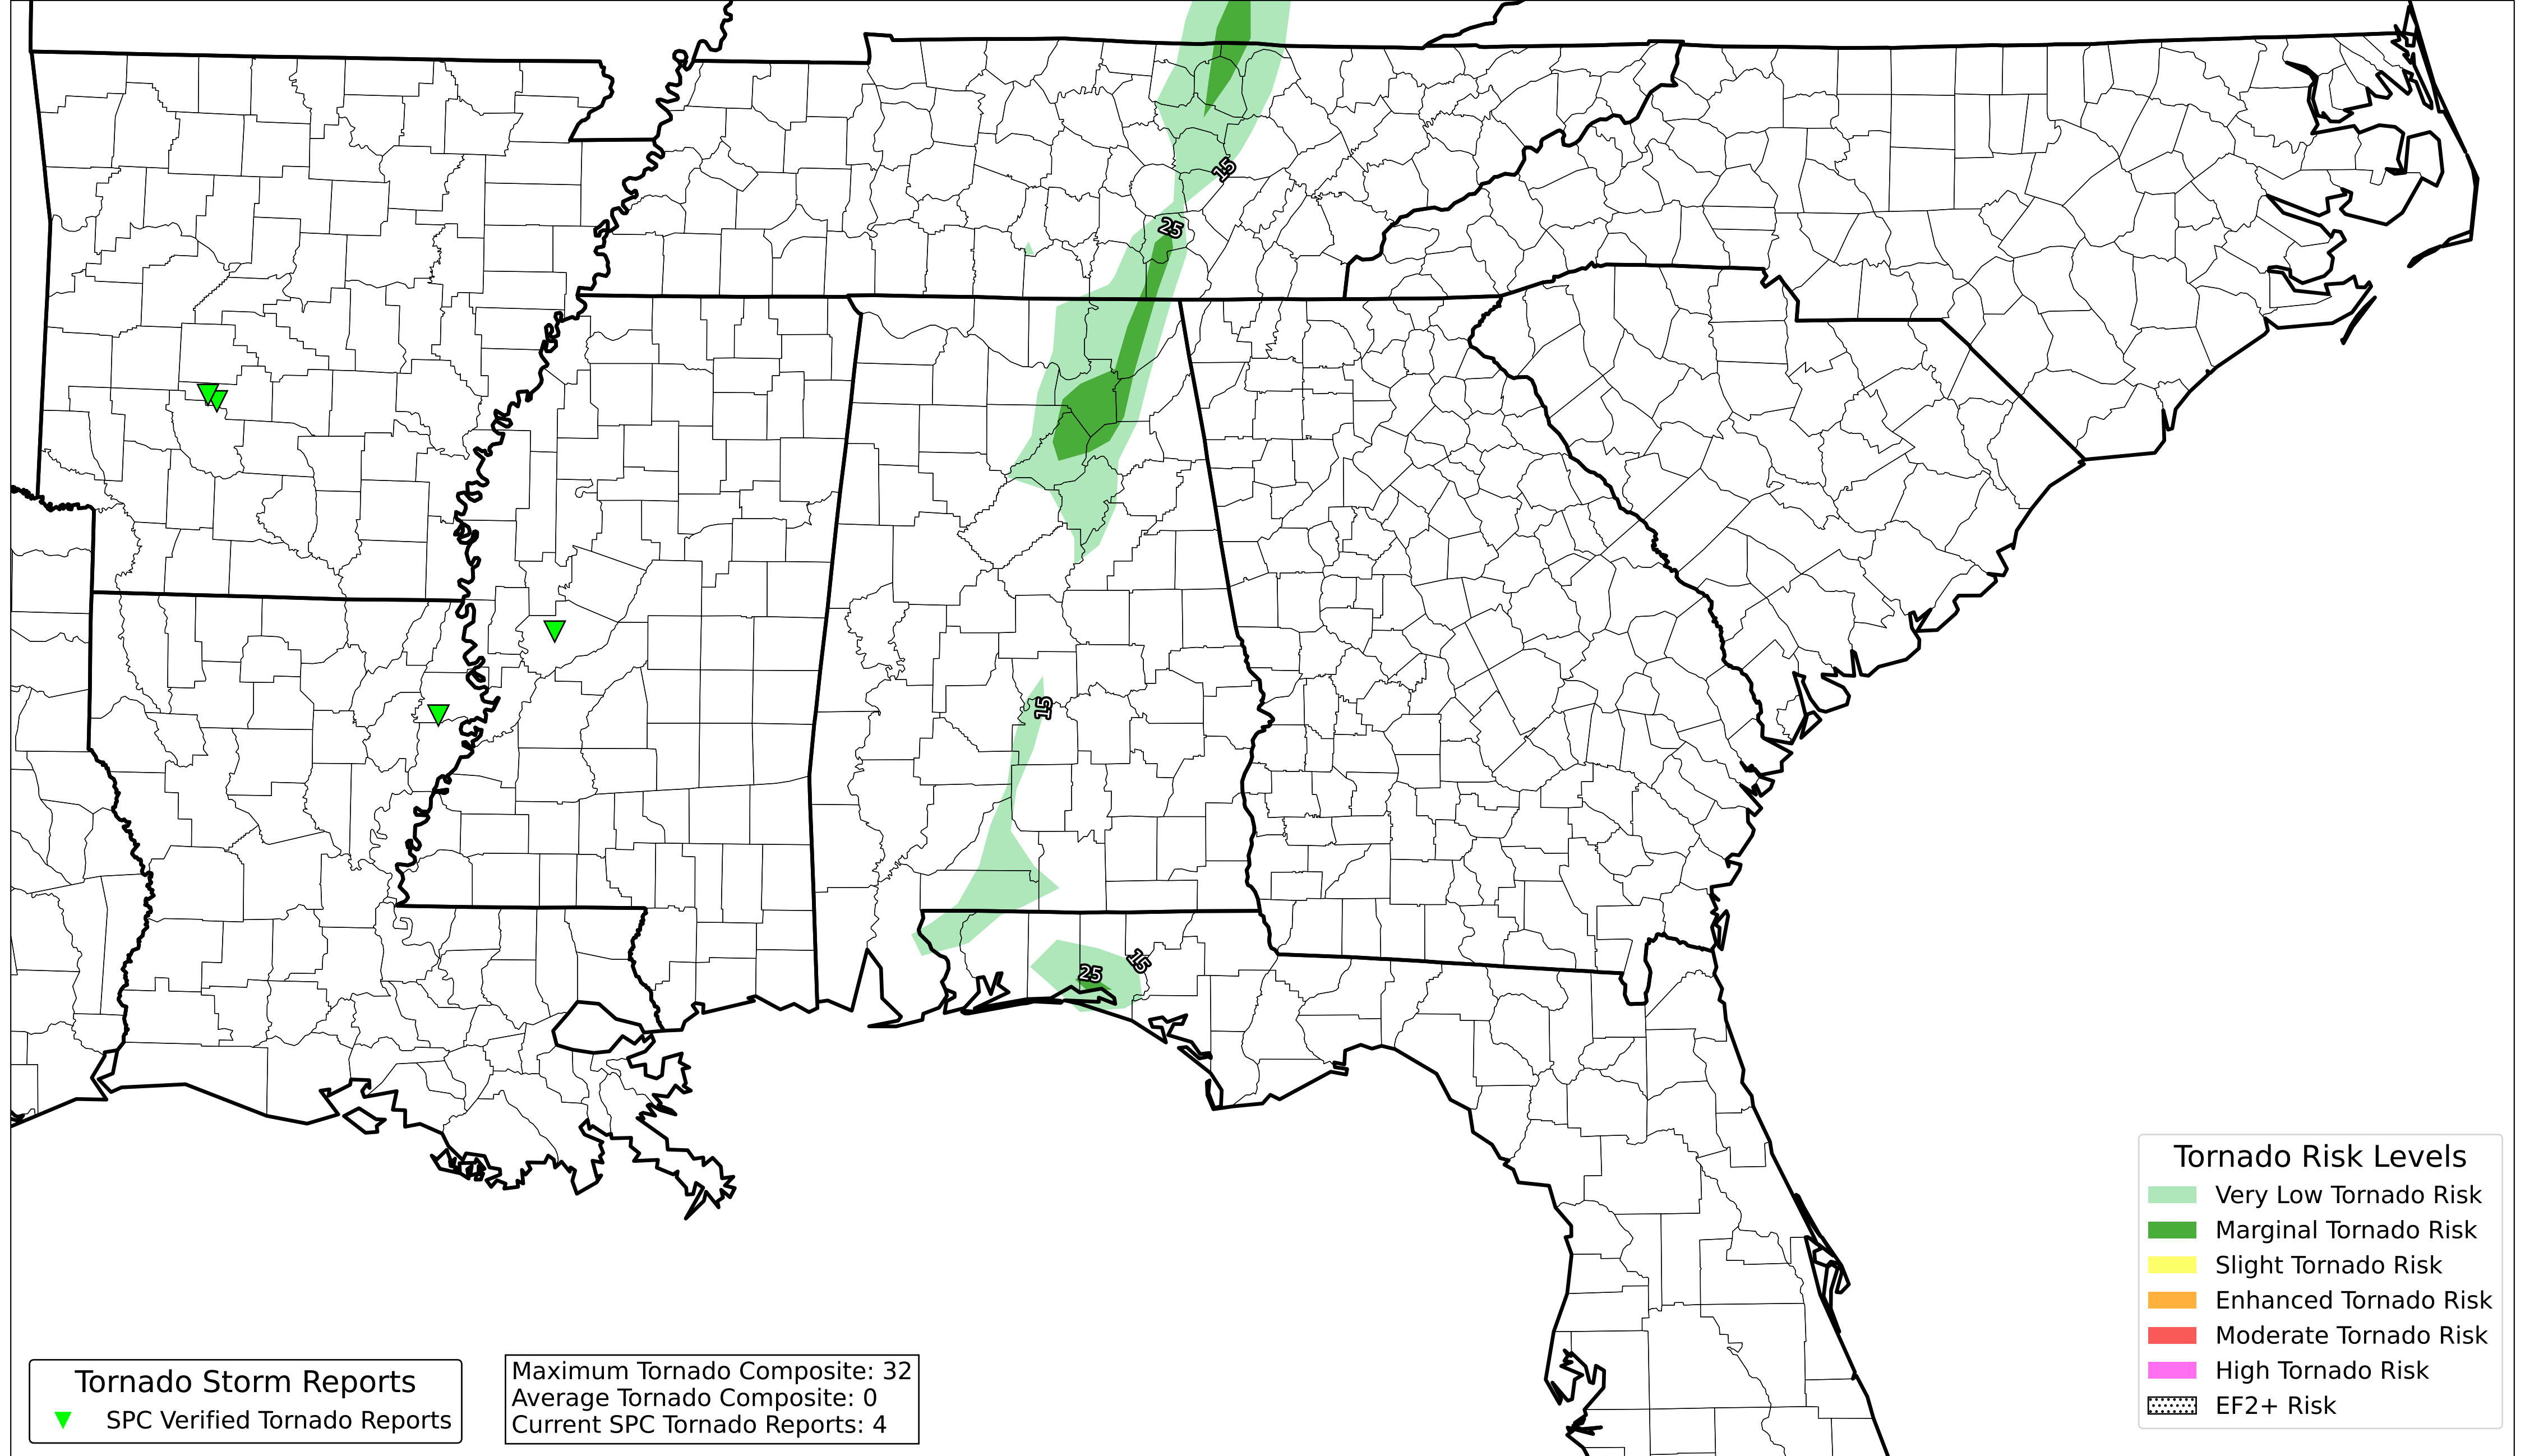 15
25
15
25
15
Tornado Storm Reports
SPC Verified Tornado Reports
Maximum Tornado Composite: 32
Average Tornado Composite: 0
Current SPC Tornado Reports: 4
Tornado Risk Levels
Very Low Tornado Risk
Marginal Tornado Risk
Slight Tornado Risk
Enhanced Tornado Risk
Moderate Tornado Risk
High Tornado Risk
EF2+ Risk